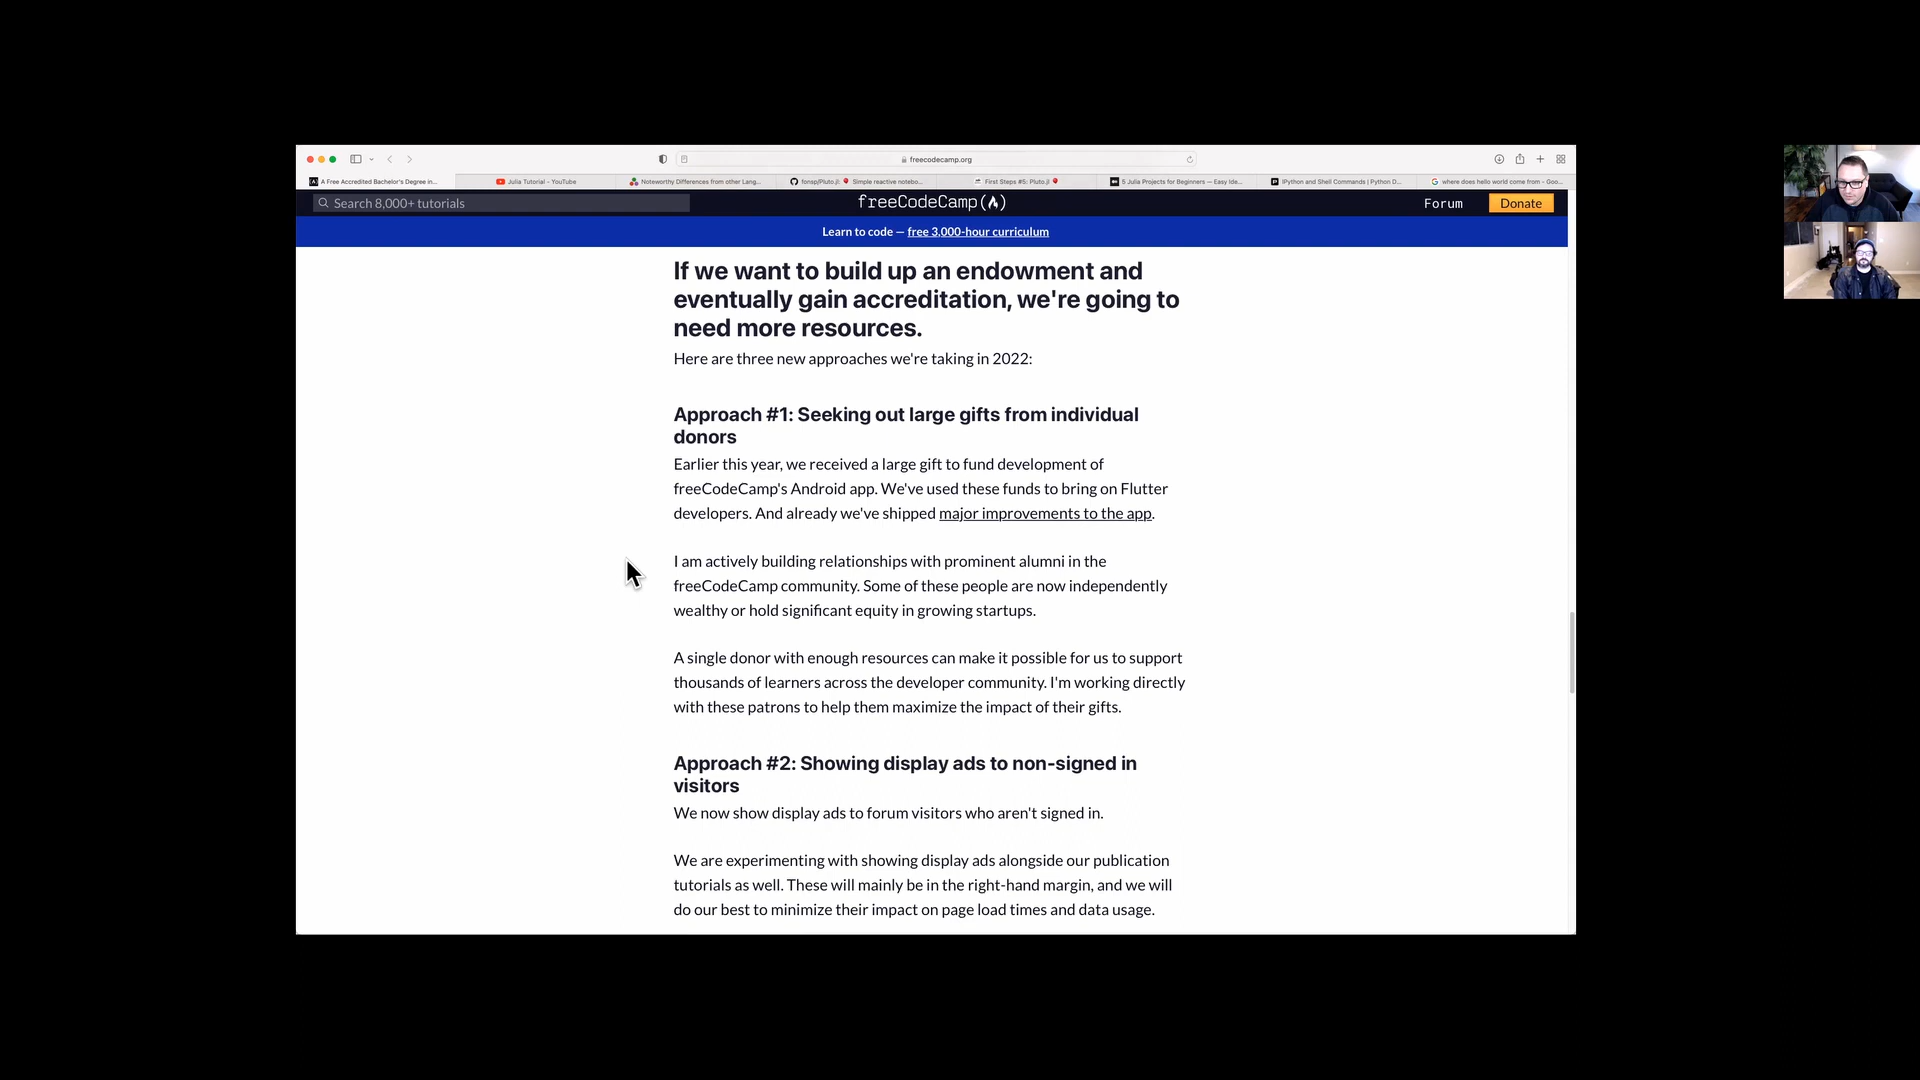 freecodecamp.org
A Free Accredited Bachelor's Degree in...
Julia Tutorial - YouTube
Noteworthy Differences from other Lang...
fonsp/Pluto.jl: 🎈 Simple reactive notebo...
First Steps #5: Pluto.jl 🎈
5 Julia Projects for Beginners — Easy Ide...
IPython and Shell Commands | Python D...
where does hello world come from - Goo...
Search 8,000+ tutorials
freeCodeCamp(🔥)
Forum
Donate
Learn to code — free 3,000-hour curriculum
If we want to build up an endowment and
eventually gain accreditation, we're going to
need more resources.
Here are three new approaches we're taking in 2022:
Approach #1: Seeking out large gifts from individual
donors
Earlier this year, we received a large gift to fund development of
freeCodeCamp's Android app. We've used these funds to bring on Flutter
developers. And already we've shipped major improvements to the app.
I am actively building relationships with prominent alumni in the
freeCodeCamp community. Some of these people are now independently
wealthy or hold significant equity in growing startups.
A single donor with enough resources can make it possible for us to support
thousands of learners across the developer community. I'm working directly
with these patrons to help them maximize the impact of their gifts.
Approach #2: Showing display ads to non-signed in
visitors
We now show display ads to forum visitors who aren't signed in.
We are experimenting with showing display ads alongside our publication
tutorials as well. These will mainly be in the right-hand margin, and we will
do our best to minimize their impact on page load times and data usage.